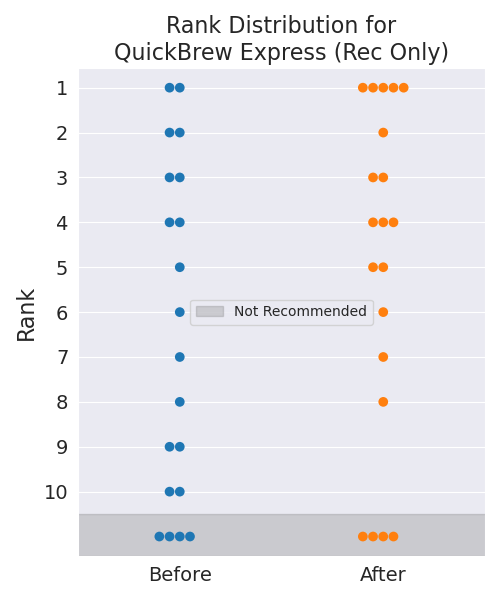 Rank Distribution for
QuickBrew Express (Rec Only)
1
2
3
4
5
6
7
8
9
10
Rank
Not Recommended
Before
After